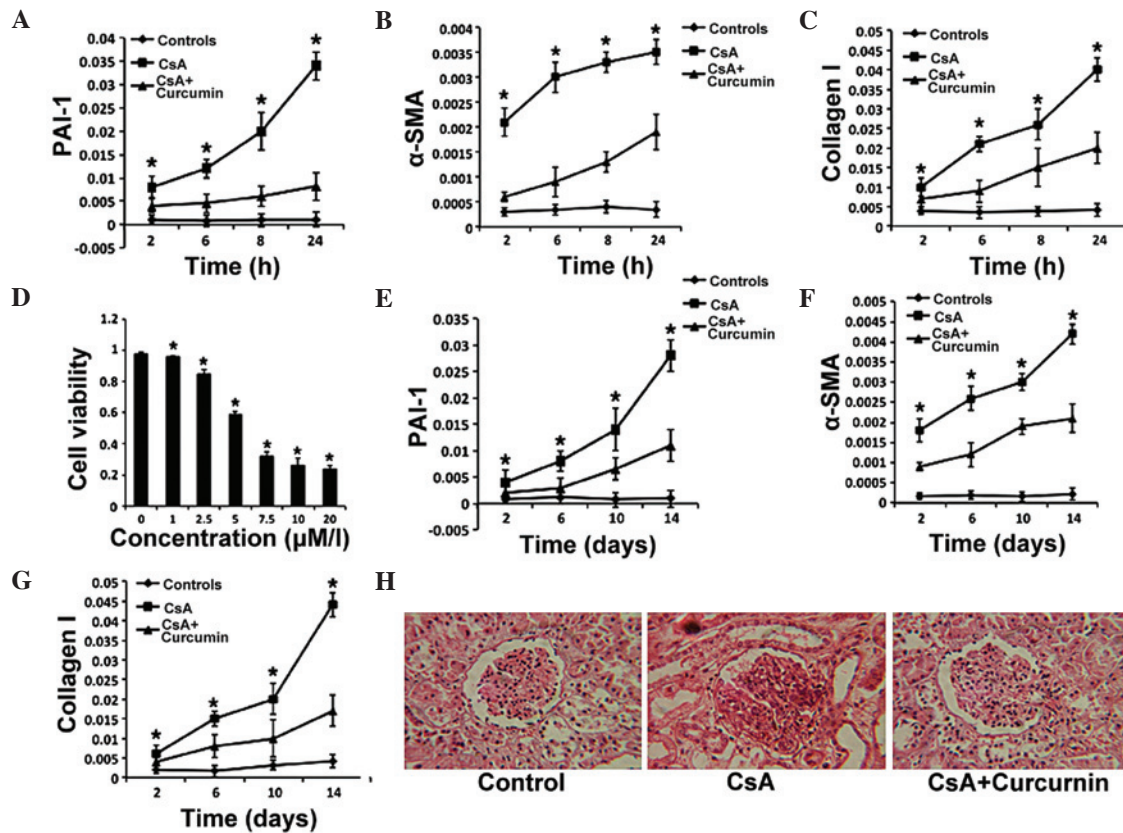 A
PAI-1
0.04
0.035
0.03
0.025
0.02
0.015
0.01
0.005
0
-0.005
Controls
CsA
CsA+
Curcumin
*
*
*
*
2 6 8 24
Time (h)
B
α-SMA
0.004
0.0035
0.003
0.0025
0.002
0.0015
0.001
0.0005
0
Controls
CsA
CsA+
Curcumin
*
*
*
*
2 6 8 24
Time (h)
C
Collagen I
0.05
0.045
0.04
0.035
0.03
0.025
0.02
0.015
0.01
0.005
0
Controls
CsA
CsA+
Curcumin
*
*
*
*
2 6 8 24
Time (h)
D
Cell viability
1.2
1
0.8
0.6
0.4
0.2
0
*
*
*
*
*
*
0 1 2.5 5 7.5 10 20
Concentration (µM/l)
E
PAI-1
0.035
0.03
0.025
0.02
0.015
0.01
0.005
0
-0.005
Controls
CsA
CsA+
Curcumin
*
*
*
*
2 6 10 14
Time (days)
F
α-SMA
0.005
0.0045
0.004
0.0035
0.003
0.0025
0.002
0.0015
0.001
0.0005
0
Controls
CsA
CsA+
Curcumin
*
*
*
*
2 6 10 14
Time (days)
G
Collagen I
0.05
0.045
0.04
0.035
0.03
0.025
0.02
0.015
0.01
0.005
0
Controls
CsA
CsA+
Curcumin
*
*
*
*
2 6 10 14
Time (days)
H
Control
CsA
CsA+Curcurnin